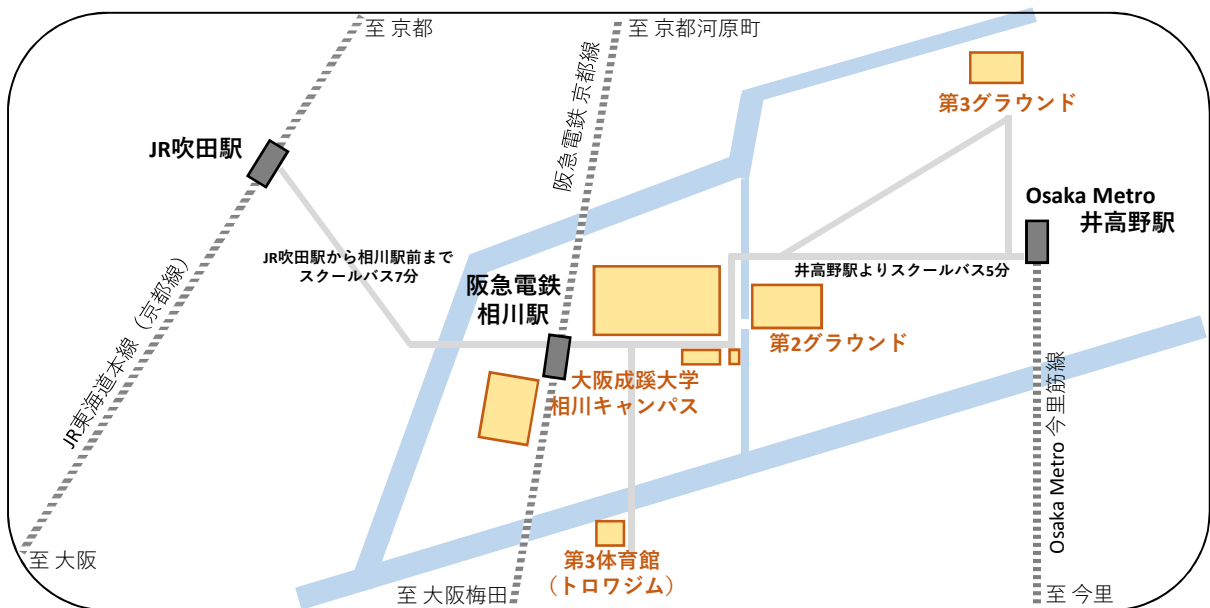 至 京都
至 京都河原町
阪急電鉄 京都線
第3グラウンド
JR吹田駅
Osaka Metro
井高野駅
JR吹田駅から相川駅前まで
スクールバス7分
井高野駅よりスクールバス5分
阪急電鉄
相川駅
第2グラウンド
JR東海道本線（京都線）
大阪成蹊大学
相川キャンパス
Osaka Metro 今里筋線
至 大阪
第3体育館
（トロワジム）
至 大阪梅田
至 今里